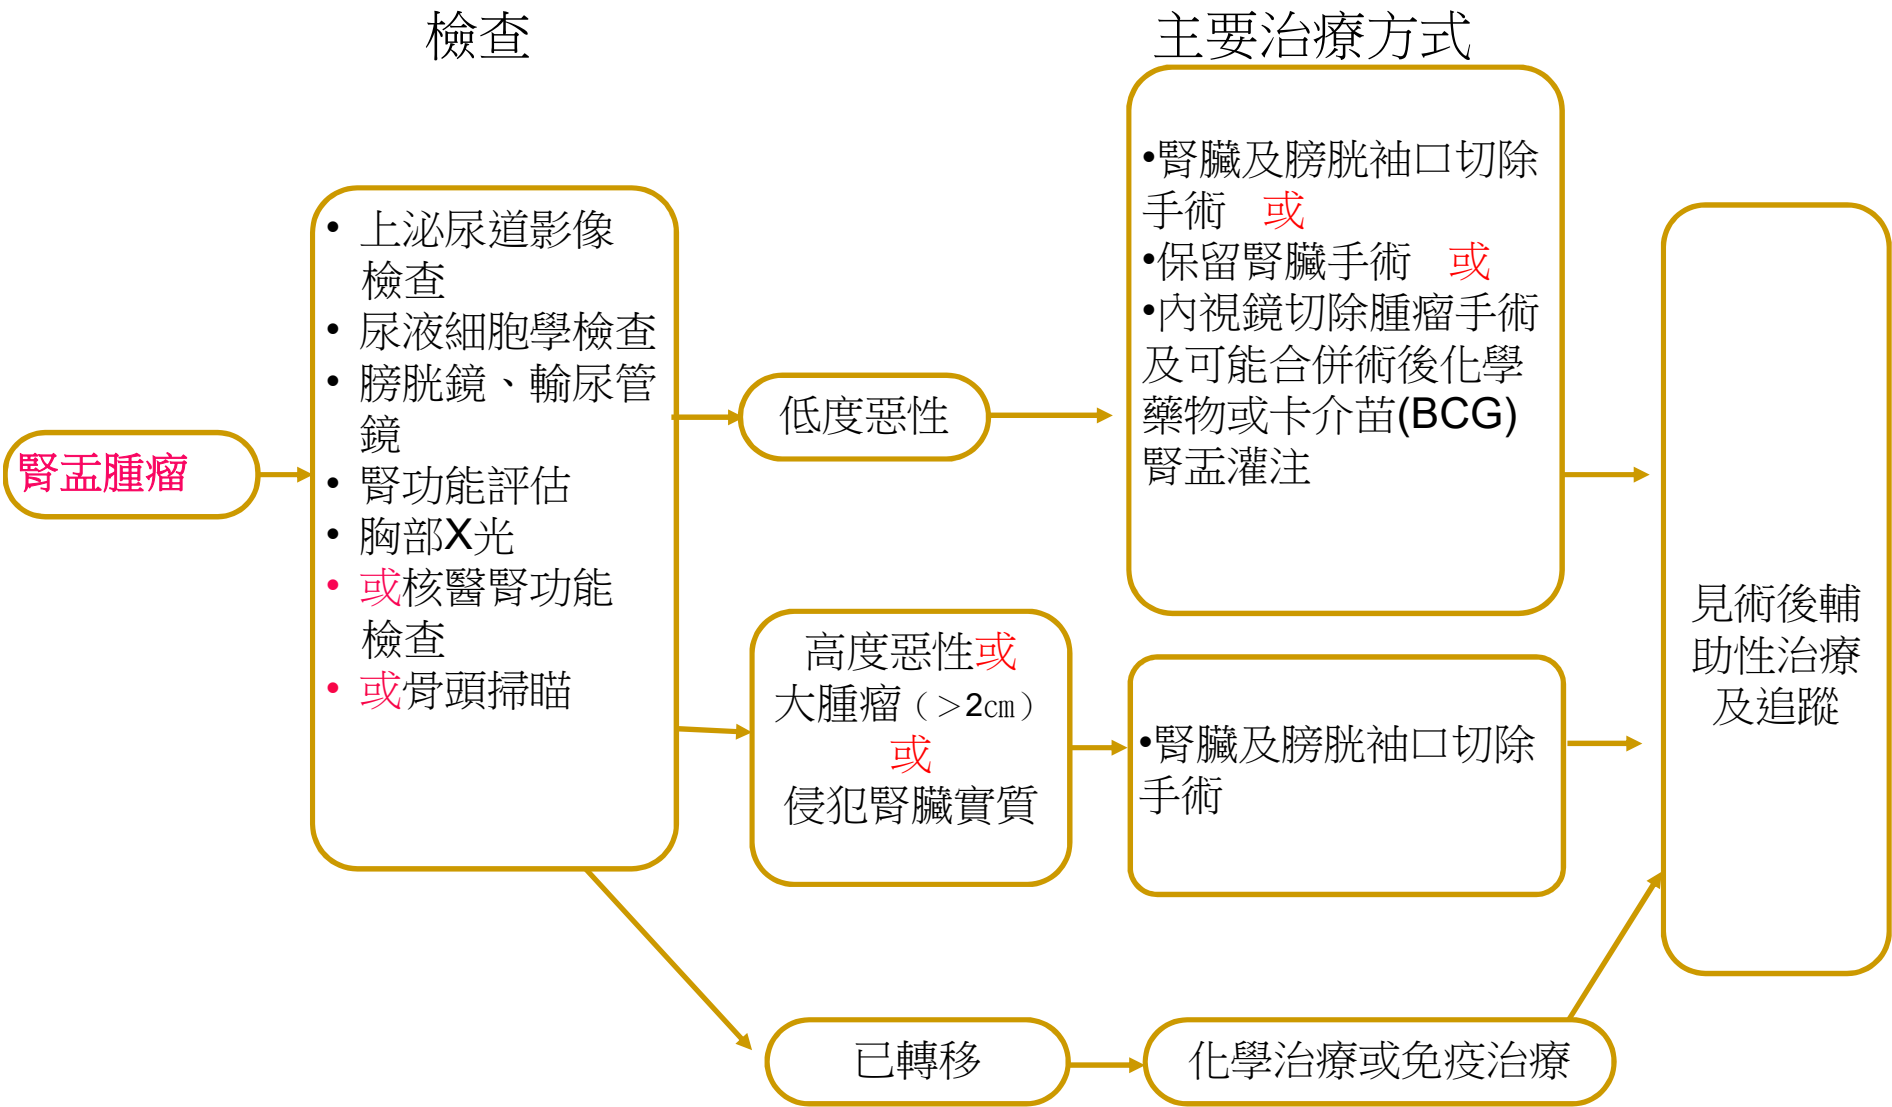 檢查
主要治療方式
腎盂腫瘤
• 上泌尿道影像
檢查
• 尿液細胞學檢查
• 膀胱鏡、輸尿管
鏡
• 腎功能評估
• 胸部X光
• 或核醫腎功能
檢查
• 或骨頭掃瞄
低度惡性
•腎臟及膀胱袖口切除
手術 或
•保留腎臟手術 或
•內視鏡切除腫瘤手術
及可能合併術後化學
藥物或卡介苗(BCG)
腎盂灌注
高度惡性或
大腫瘤（＞2㎝）
或
侵犯腎臟實質
•腎臟及膀胱袖口切除
手術
已轉移
化學治療或免疫治療
見術後輔
助性治療
及追蹤